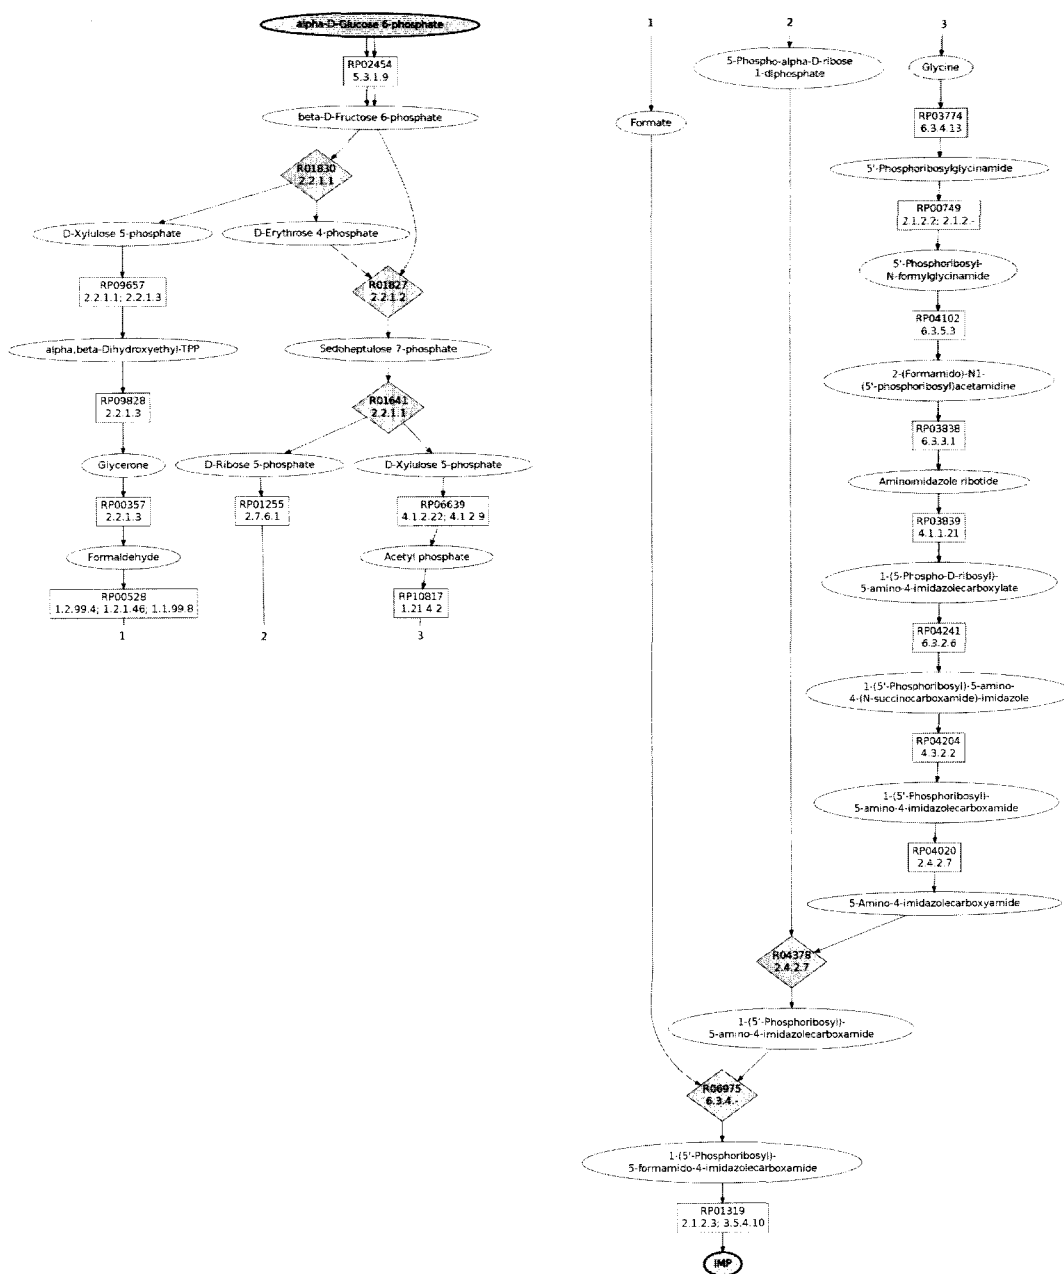 alpha-D-Glucose 6-phosphate
RP02454
5.3.1.9
beta-D-Fructose 6-phosphate
R01830
2.2.1.1
D-Xylulose 5-phosphate
D-Erythrose 4-phosphate
RP09657
2.2.1.1; 2.2.1.3
R01827
2.2.1.2
alpha,beta-Dihydroxyethyl-TPP
Sedoheptulose 7-phosphate
RP09828
2.2.1.3
R01641
2.2.1.1
Glycerone
D-Ribose 5-phosphate
D-Xylulose 5-phosphate
RP00357
2.2.1.3
RP01255
2.7.6.1
RP06639
4.1.2.22; 4.1.2.9
Formaldehyde
Acetyl phosphate
RP00528
1.2.99.4; 1.2.1.46; 1.1.99.8
RP10817
1.21.4.2
1
2
3
1
2
3
5-Phospho-alpha-D-ribose
1-diphosphate
Glycine
Formate
RP03774
6.3.4.13
5'-Phosphoribosylglycinamide
RP00749
2.1.2.2; 2.1.2.-
5'-Phosphoribosyl-
N-formylglycinamide
RP04102
6.3.5.3
2-(Formamido)-N1-
(5'-phosphoribosyl)acetamidine
RP03838
6.3.3.1
Aminoimidazole ribotide
RP03839
4.1.1.21
1-(5-Phospho-D-ribosyl)-
5-amino-4-imidazolecarboxylate
RP04241
6.3.2.6
1-(5'-Phosphoribosyl)-5-amino-
4-(N-succinocarboxamide)-imidazole
RP04204
4.3.2.2
1-(5'-Phosphoribosyl)-
5-amino-4-imidazolecarboxamide
RP04020
2.4.2.7
5-Amino-4-imidazolecarboxyamide
R04378
2.4.2.7
1-(5'-Phosphoribosyl)-
5-amino-4-imidazolecarboxamide
R06975
6.3.4.-
1-(5'-Phosphoribosyl)-
5-formamido-4-imidazolecarboxamide
RP01319
2.1.2.3; 3.5.4.10
IMP